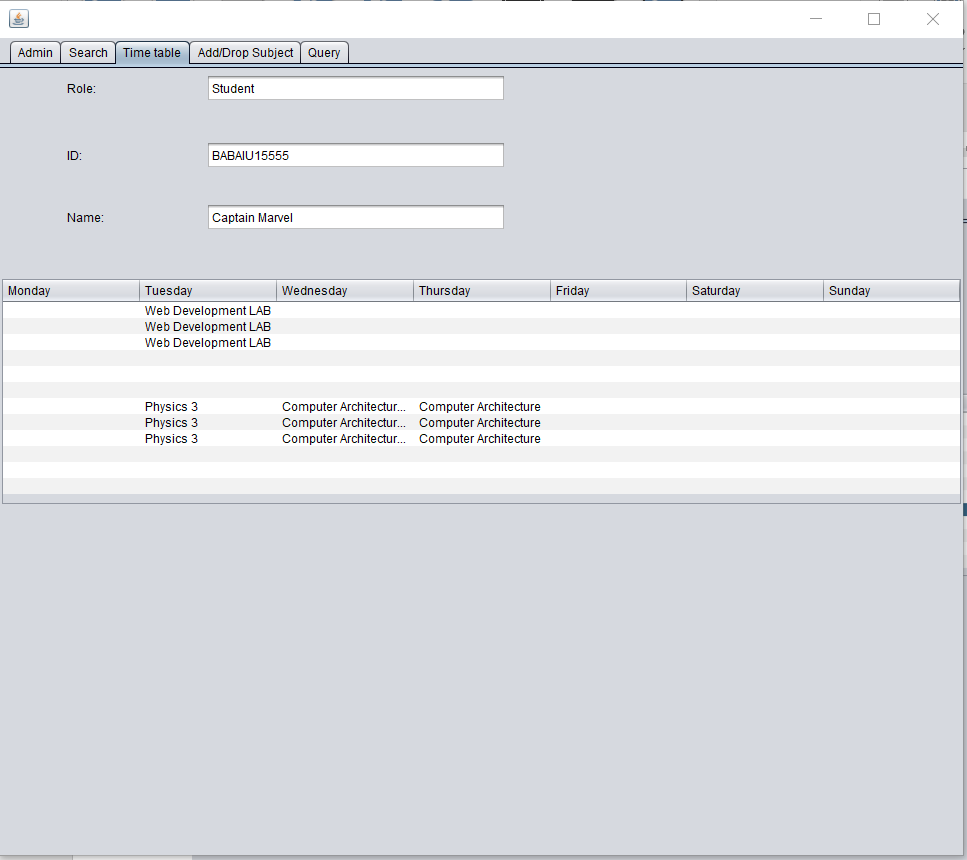 Admin Search Time table Add/Drop Subject Query
Role: Student
ID: BABAIU15555
Name: Captain Marvel
Monday Tuesday Wednesday Thursday Friday Saturday Sunday
Web Development LAB
Web Development LAB
Web Development LAB
Physics 3 Computer Architectur... Computer Architecture
Physics 3 Computer Architectur... Computer Architecture
Physics 3 Computer Architectur... Computer Architecture